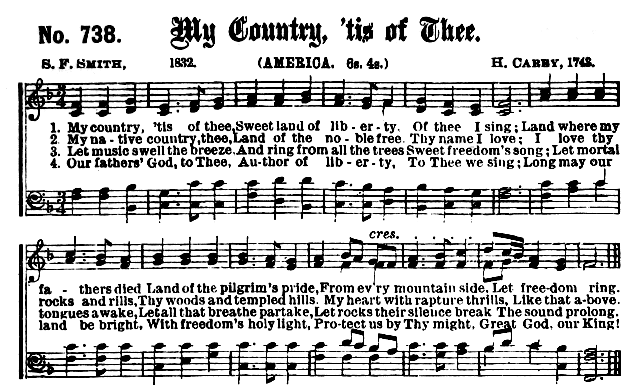 No. 738. My Country, 'tis of Thee.
S. F. SMITH, 1832. (AMERICA. 6s. 4s.) H. CARBY, 1743.
1. My country, 'tis of thee, Sweet land of lib - er - ty. Of thee I sing; Land where my
2. My na - tive country, thee, Land of the no - ble free. Thy name I love; I love thy
3. Let music swell the breeze. And ring from all the trees Sweet freedom's song; Let mortal
4. Our fathers' God, to Thee, Au - thor of lib - er - ty, To Thee we sing; Long may our
cres.
fa - thers died Land of the pilgrim's pride, From ev'ry mountain side, Let free-dom ring.
rocks and rills, Thy woods and templed hills. My heart with rapture thrills, Like that a-bove.
tongues awake, Let all that breathe partake, Let rocks their silence break The sound prolong.
land be bright, With freedom's holy light, Pro-tect us by Thy might, Great God, our King!